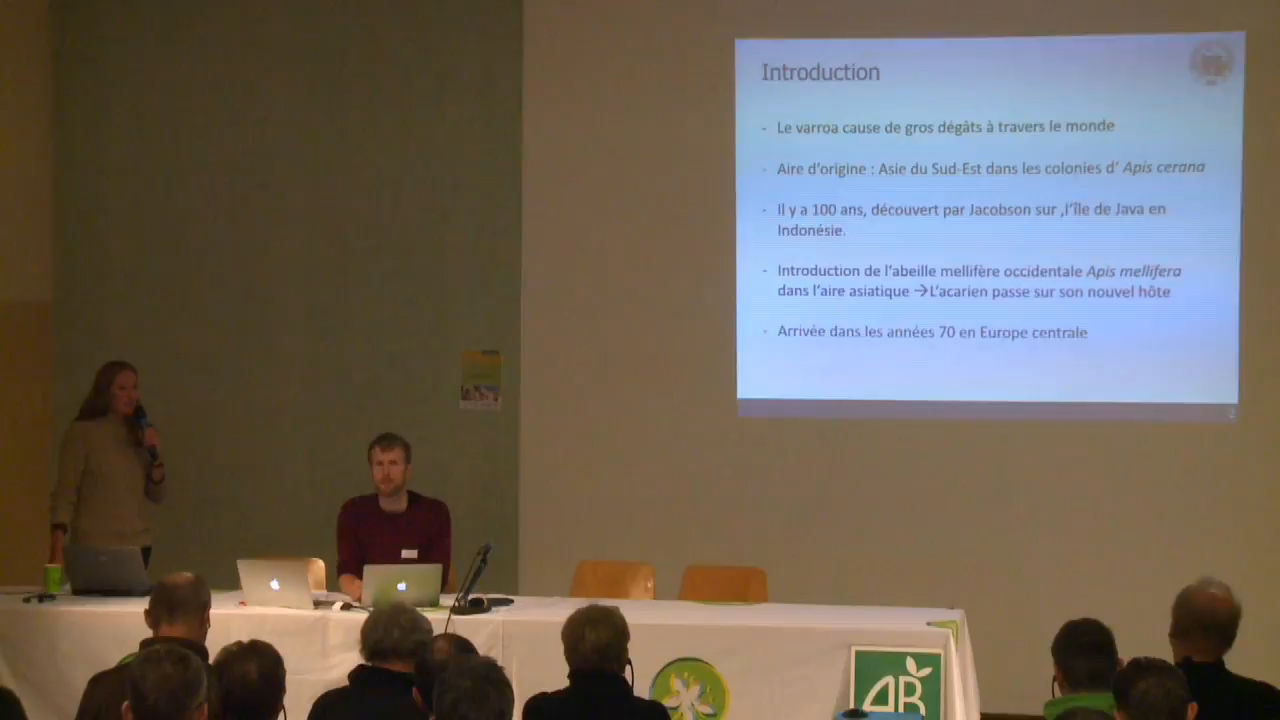 Introduction
- Le varroa cause de gros dégâts à travers le monde
- Aire d'origine : Asie du Sud-Est dans les colonies d' Apis cerana
- Il y a 100 ans, découvert par Jacobson sur ,l'île de Java en
Indonésie.
- Introduction de l'abeille mellifère occidentale Apis mellifera
dans l'aire asiatique →L'acarien passe sur son nouvel hôte
- Arrivée dans les années 70 en Europe centrale
2
AB